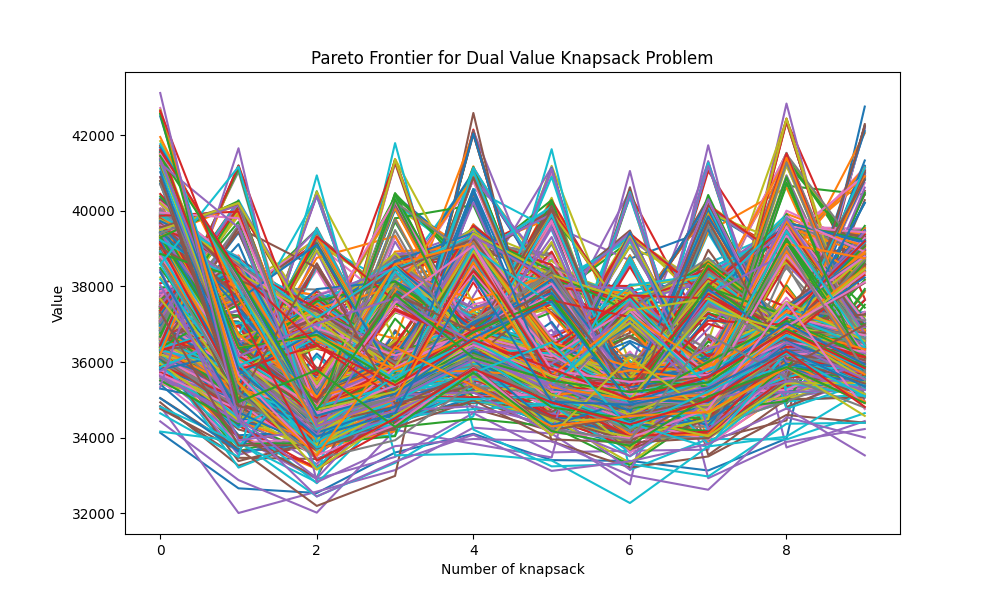 Pareto Frontier for Dual Value Knapsack Problem
Value
42000
40000
38000
36000
34000
32000
0 2 4 6 8
Number of knapsack